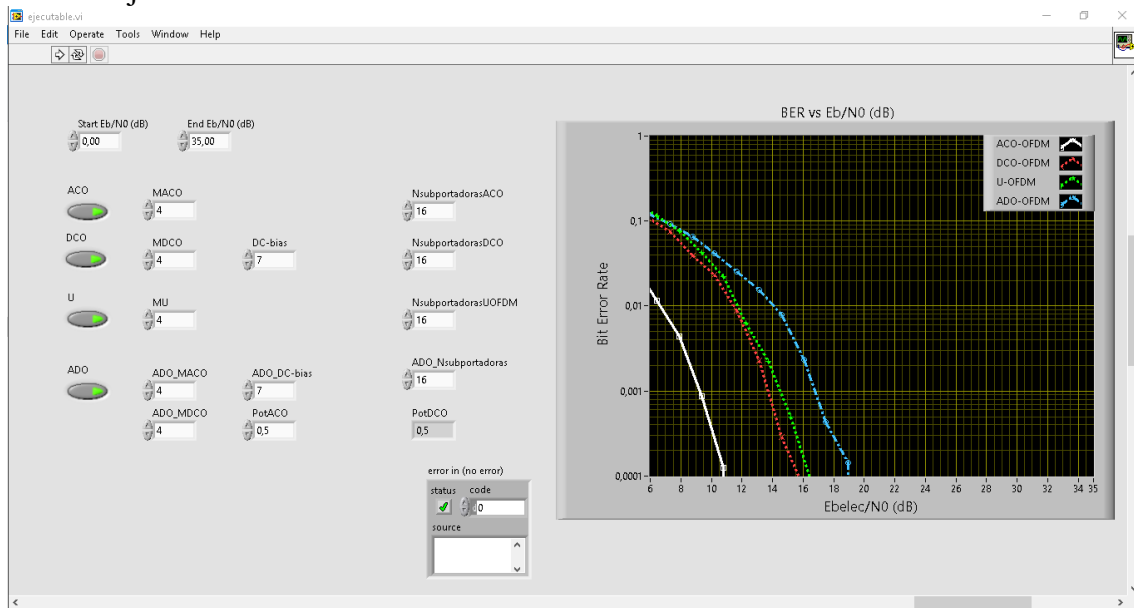 j
ejecutable.vi
File Edit Operate Tools Window Help
Start Eb/N0 (dB) End Eb/N0 (dB)
0,00 35,00
ACO MACO NsubportadorasACO
4 16
DCO MDCO DC-bias NsubportadorasDCO
4 7 16
U MU NsubportadorasUOFDM
4 16
ADO ADO_MACO ADO_DC-bias ADO_Nsubportadoras
4 7 16
ADO_MDCO PotACO PotDCO
4 0,5 0,5
error in (no error)
status code
d0
source
BER vs Eb/N0 (dB)
ACO-OFDM
DCO-OFDM
U-OFDM
ADO-OFDM
Bit Error Rate
1
0,1
0,01
0,001
0,0001
6 8 10 12 14 16 18 20 22 24 26 28 30 32 34 35
Ebelec/N0 (dB)